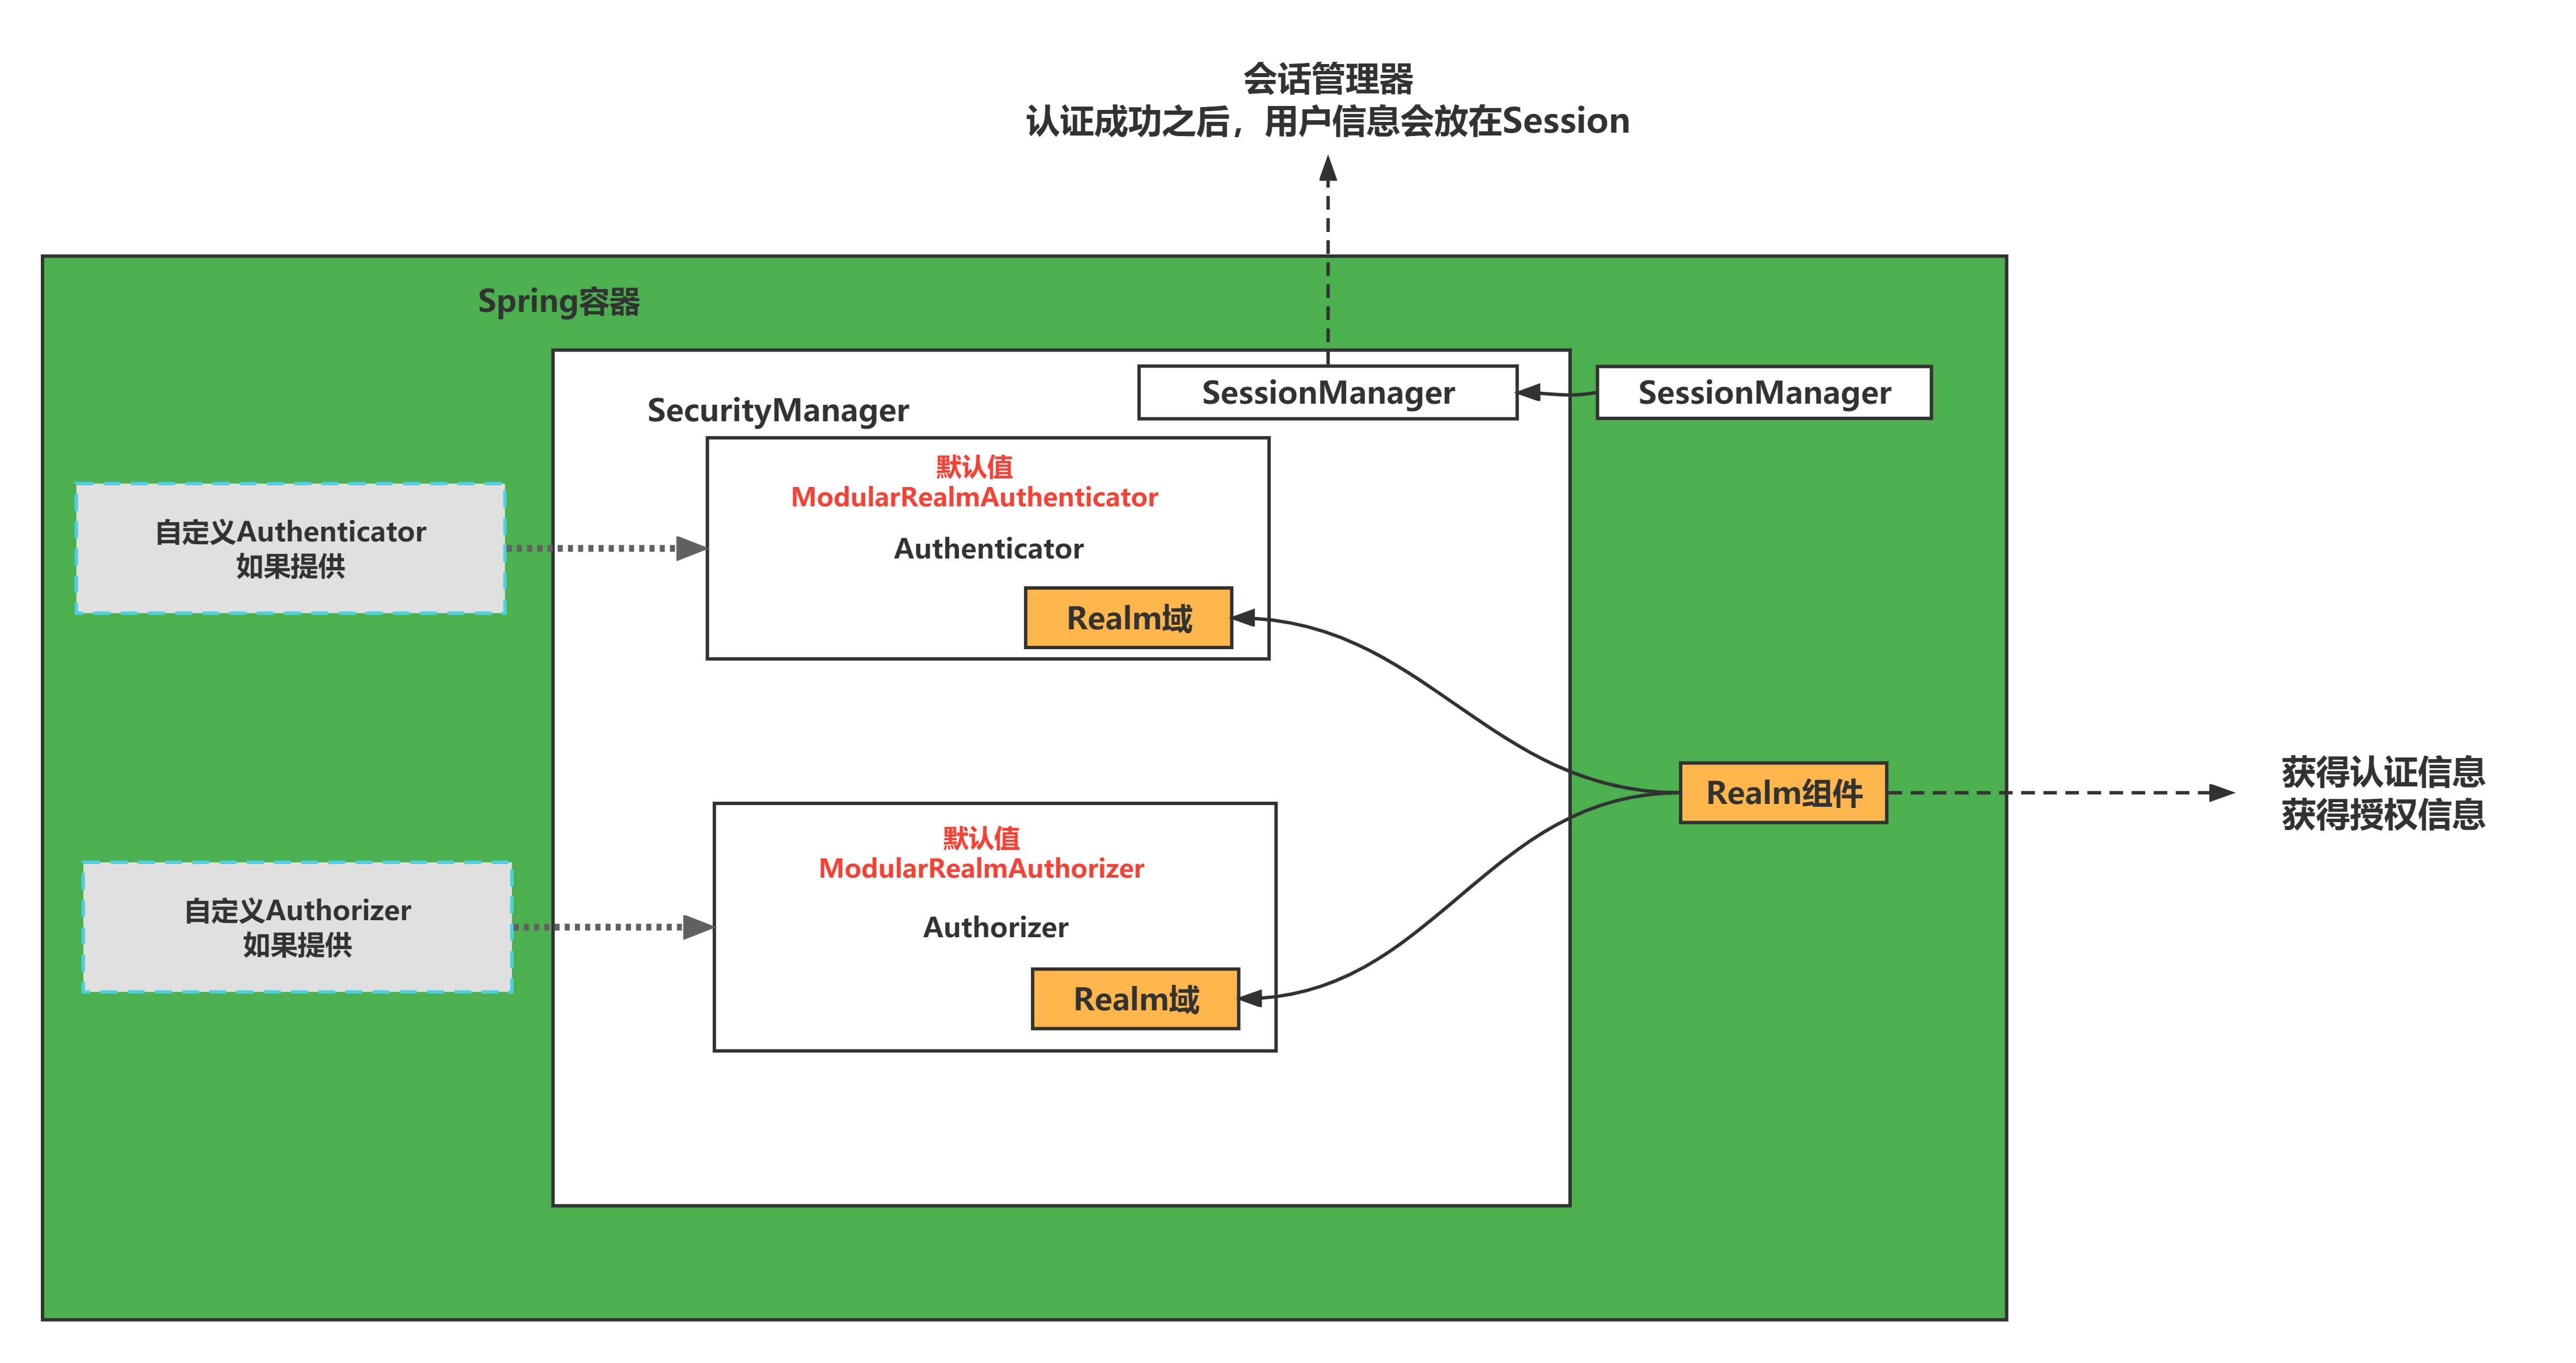 会话管理器
认证成功之后，用户信息会放在Session
Spring容器
SecurityManager
SessionManager
SessionManager
默认值
ModularRealmAuthenticator
Authenticator
Realm域
自定义Authenticator
如果提供
Realm组件
获得认证信息
获得授权信息
默认值
ModularRealmAuthorizer
Authorizer
Realm域
自定义Authorizer
如果提供